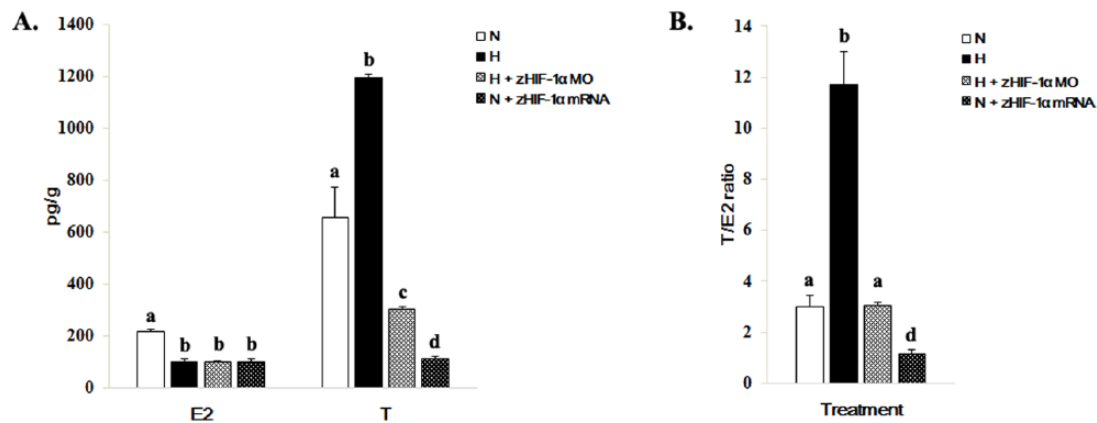 A.
1400
1200
1000
800
600
400
200
0
pg/g
N
H
H + zHIF-1α MO
N + zHIF-1α mRNA
a
b
b
b
a
b
c
d
E2
T
B.
14
12
10
8
6
4
2
0
T/E2 ratio
N
H
H + zHIF-1α MO
N + zHIF-1α mRNA
a
b
a
d
Treatment